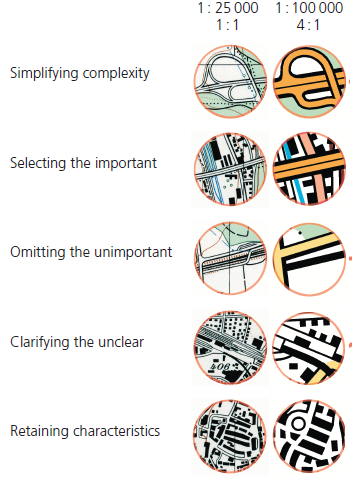 1 : 25 000 1 : 100 000
1 : 1 4 : 1
Simplifying complexity
Selecting the important
Omitting the unimportant
Clarifying the unclear
406
Retaining characteristics